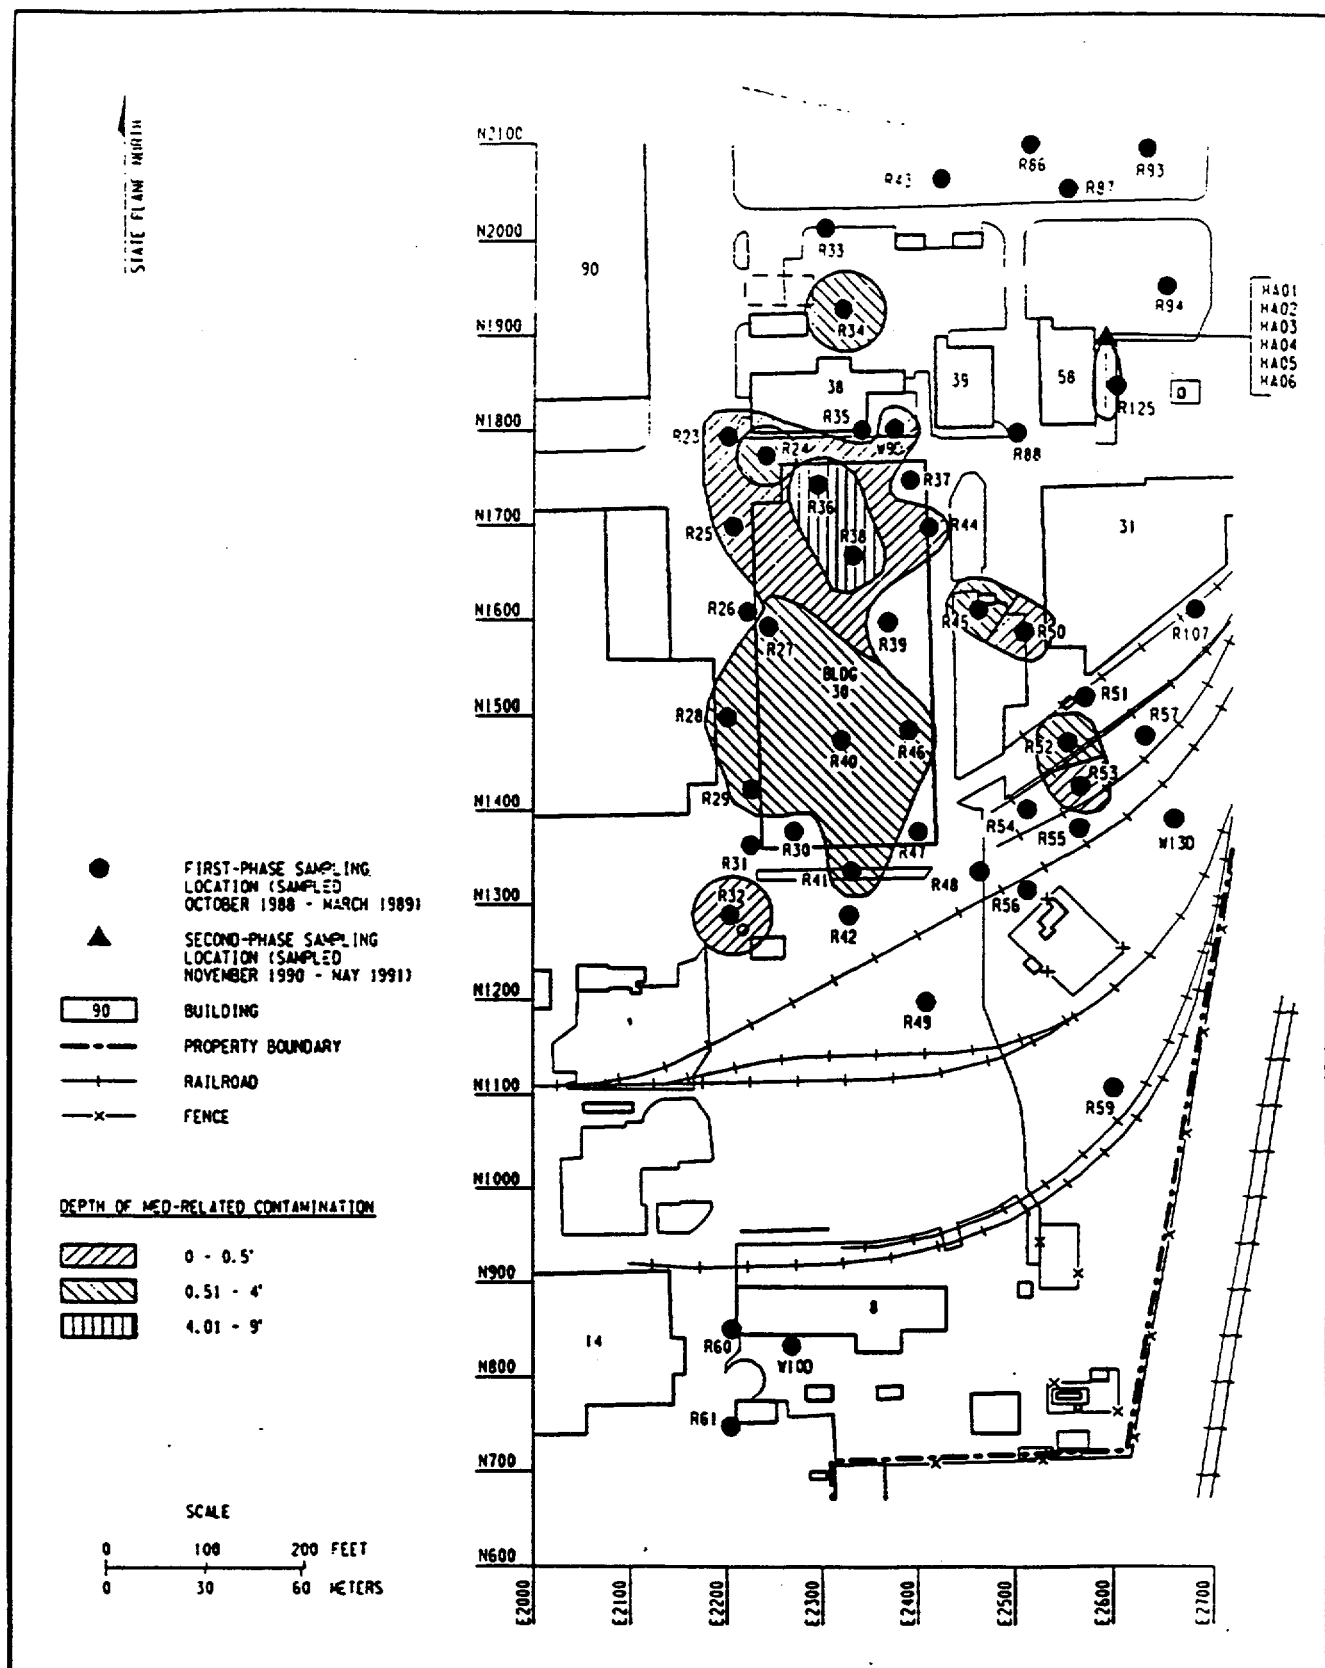 STATE PLANE NORTH
N2100
N2000
N1900
N1800
N1700
N1600
N1500
N1400
N1300
N1200
N1100
N1000
N900
N800
N700
N600
E2000
E2100
E2200
E2300
E2400
E2500
E2600
E2700
R86
R93
R43
R87
R33
90
R94
R34
HA01
HA02
HA03
HA04
HA05
HA06
38
39
58
R125
R35
R23
R24
R88
R37
R36
R25
R44
31
R38
R26
R45
R50
R107
R27
R39
BLDG
30
R51
R28
R57
R52
R40
R46
R53
R29
R54
R55
W130
R30
R47
R31
R41
R48
R32
R56
R42
R49
R59
8
14
R60
W100
R61
FIRST-PHASE SAMPLING
LOCATION (SAMPLED
OCTOBER 1988 - MARCH 1989)
SECOND-PHASE SAMPLING
LOCATION (SAMPLED
NOVEMBER 1990 - MAY 1991)
90 BUILDING
PROPERTY BOUNDARY
RAILROAD
FENCE
DEPTH OF MED-RELATED CONTAMINATION
0 - 0.5'
0.51 - 4'
4.01 - 9'
SCALE
0 100 200 FEET
0 30 60 METERS